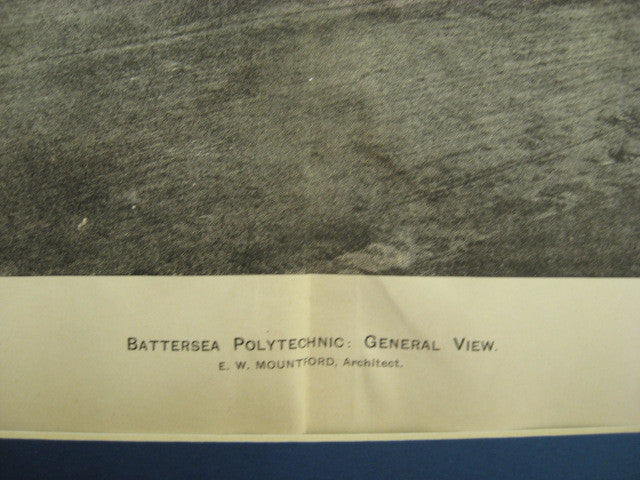 BATTERSEA POLYTECHNIC: GENERAL VIEW.
E. W. MOUNTFORD, Architect.